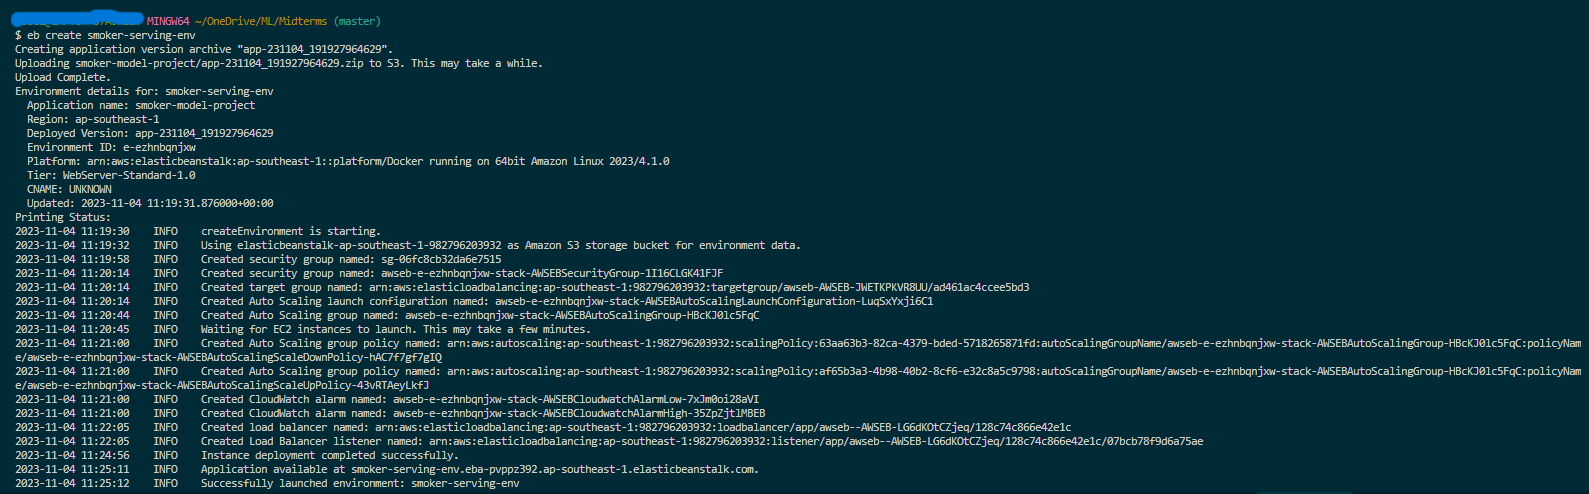 MINGW64 ~/OneDrive/ML/Midterms (master)
$ eb create smoker-serving-env
Creating application version archive "app-231104_191927964629".
Uploading smoker-model-project/app-231104_191927964629.zip to S3. This may take a while.
Upload Complete.
Environment details for: smoker-serving-env
  Application name: smoker-model-project
  Region: ap-southeast-1
  Deployed Version: app-231104_191927964629
  Environment ID: e-ezhnbqnjxw
  Platform: arn:aws:elasticbeanstalk:ap-southeast-1::platform/Docker running on 64bit Amazon Linux 2023/4.1.0
  Tier: WebServer-Standard-1.0
  CNAME: UNKNOWN
  Updated: 2023-11-04 11:19:31.876000+00:00
Printing Status:
2023-11-04 11:19:30    INFO    createEnvironment is starting.
2023-11-04 11:19:32    INFO    Using elasticbeanstalk-ap-southeast-1-982796203932 as Amazon S3 storage bucket for environment data.
2023-11-04 11:19:58    INFO    Created security group named: sg-06fc8cb32da6e7515
2023-11-04 11:20:14    INFO    Created security group named: awseb-e-ezhnbqnjxw-stack-AWSEBSecurityGroup-1I16CLGK41FJF
2023-11-04 11:20:14    INFO    Created target group named: arn:aws:elasticloadbalancing:ap-southeast-1:982796203932:targetgroup/awseb-AWSEB-JWETKPKVR8UU/ad461ac4ccee5bd3
2023-11-04 11:20:14    INFO    Created Auto Scaling launch configuration named: awseb-e-ezhnbqnjxw-stack-AWSEBAutoScalingLaunchConfiguration-LuqSxYxji6C1
2023-11-04 11:20:44    INFO    Created Auto Scaling group named: awseb-e-ezhnbqnjxw-stack-AWSEBAutoScalingGroup-HBcKJ0lc5FqC
2023-11-04 11:20:45    INFO    Waiting for EC2 instances to launch. This may take a few minutes.
2023-11-04 11:21:00    INFO    Created Auto Scaling group policy named: arn:aws:autoscaling:ap-southeast-1:982796203932:scalingPolicy:63aa63b3-82ca-4379-bded-5718265871fd:autoScalingGroupName/awseb-e-ezhnbqnjxw-stack-AWSEBAutoScalingGroup-HBcKJ0lc5FqC:policyNam
e/awseb-e-ezhnbqnjxw-stack-AWSEBAutoScalingScaleDownPolicy-hAC7f7gf7gIQ
2023-11-04 11:21:00    INFO    Created Auto Scaling group policy named: arn:aws:autoscaling:ap-southeast-1:982796203932:scalingPolicy:af65b3a3-4b98-40b2-8cf6-e32c8a5c9798:autoScalingGroupName/awseb-e-ezhnbqnjxw-stack-AWSEBAutoScalingGroup-HBcKJ0lc5FqC:policyNam
e/awseb-e-ezhnbqnjxw-stack-AWSEBAutoScalingScaleUpPolicy-43vRTAeyLkfJ
2023-11-04 11:21:00    INFO    Created CloudWatch alarm named: awseb-e-ezhnbqnjxw-stack-AWSEBCloudwatchAlarmLow-7xJm0oi28aVI
2023-11-04 11:21:00    INFO    Created CloudWatch alarm named: awseb-e-ezhnbqnjxw-stack-AWSEBCloudwatchAlarmHigh-35ZpZjtlMBEB
2023-11-04 11:22:05    INFO    Created load balancer named: arn:aws:elasticloadbalancing:ap-southeast-1:982796203932:loadbalancer/app/awseb--AWSEB-LG6dKOtCZjeq/128c74c866e42e1c
2023-11-04 11:22:05    INFO    Created Load Balancer listener named: arn:aws:elasticloadbalancing:ap-southeast-1:982796203932:listener/app/awseb--AWSEB-LG6dKOtCZjeq/128c74c866e42e1c/07bcb78f9d6a75ae
2023-11-04 11:24:56    INFO    Instance deployment completed successfully.
2023-11-04 11:25:11    INFO    Application available at smoker-serving-env.eba-pvppz392.ap-southeast-1.elasticbeanstalk.com.
2023-11-04 11:25:12    INFO    Successfully launched environment: smoker-serving-env